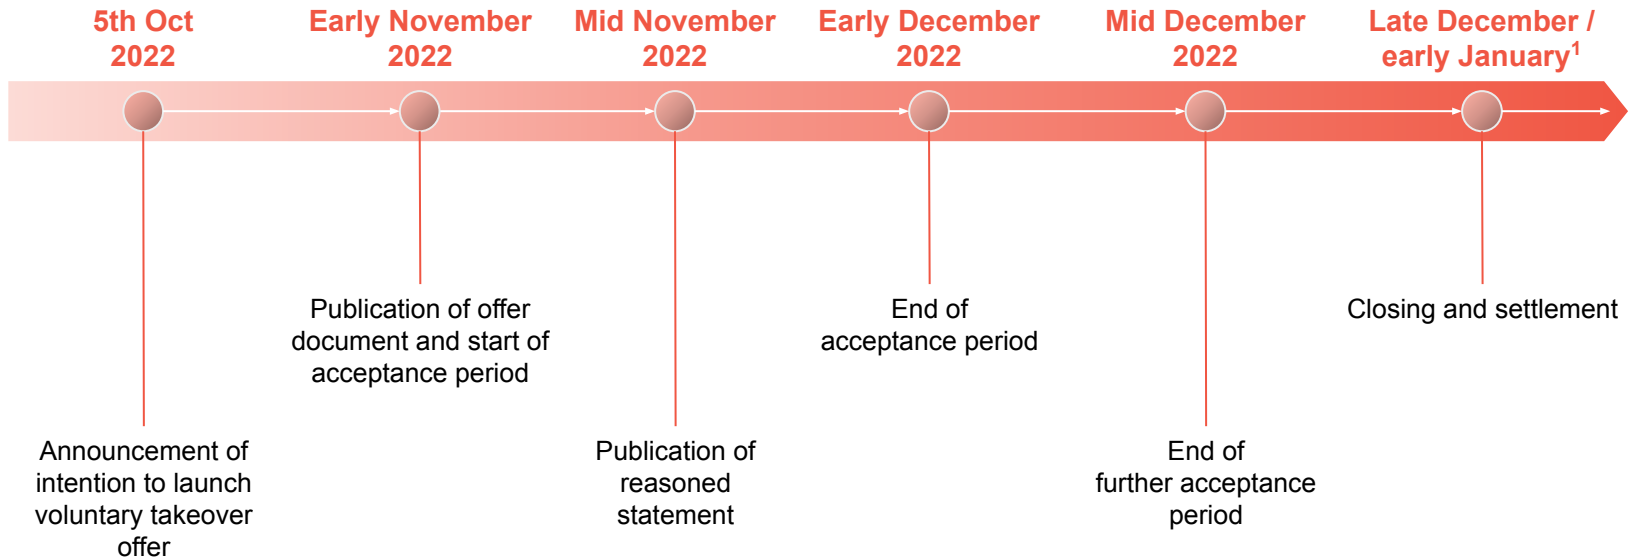 5th Oct
2022
Early November
2022
Mid November
2022
Early December
2022
Mid December
2022
Late December /
early January¹
Publication of offer
document and start of
acceptance period
End of
acceptance period
Closing and settlement
Announcement of
intention to launch
voluntary takeover
offer
Publication of
reasoned
statement
End of
further acceptance
period